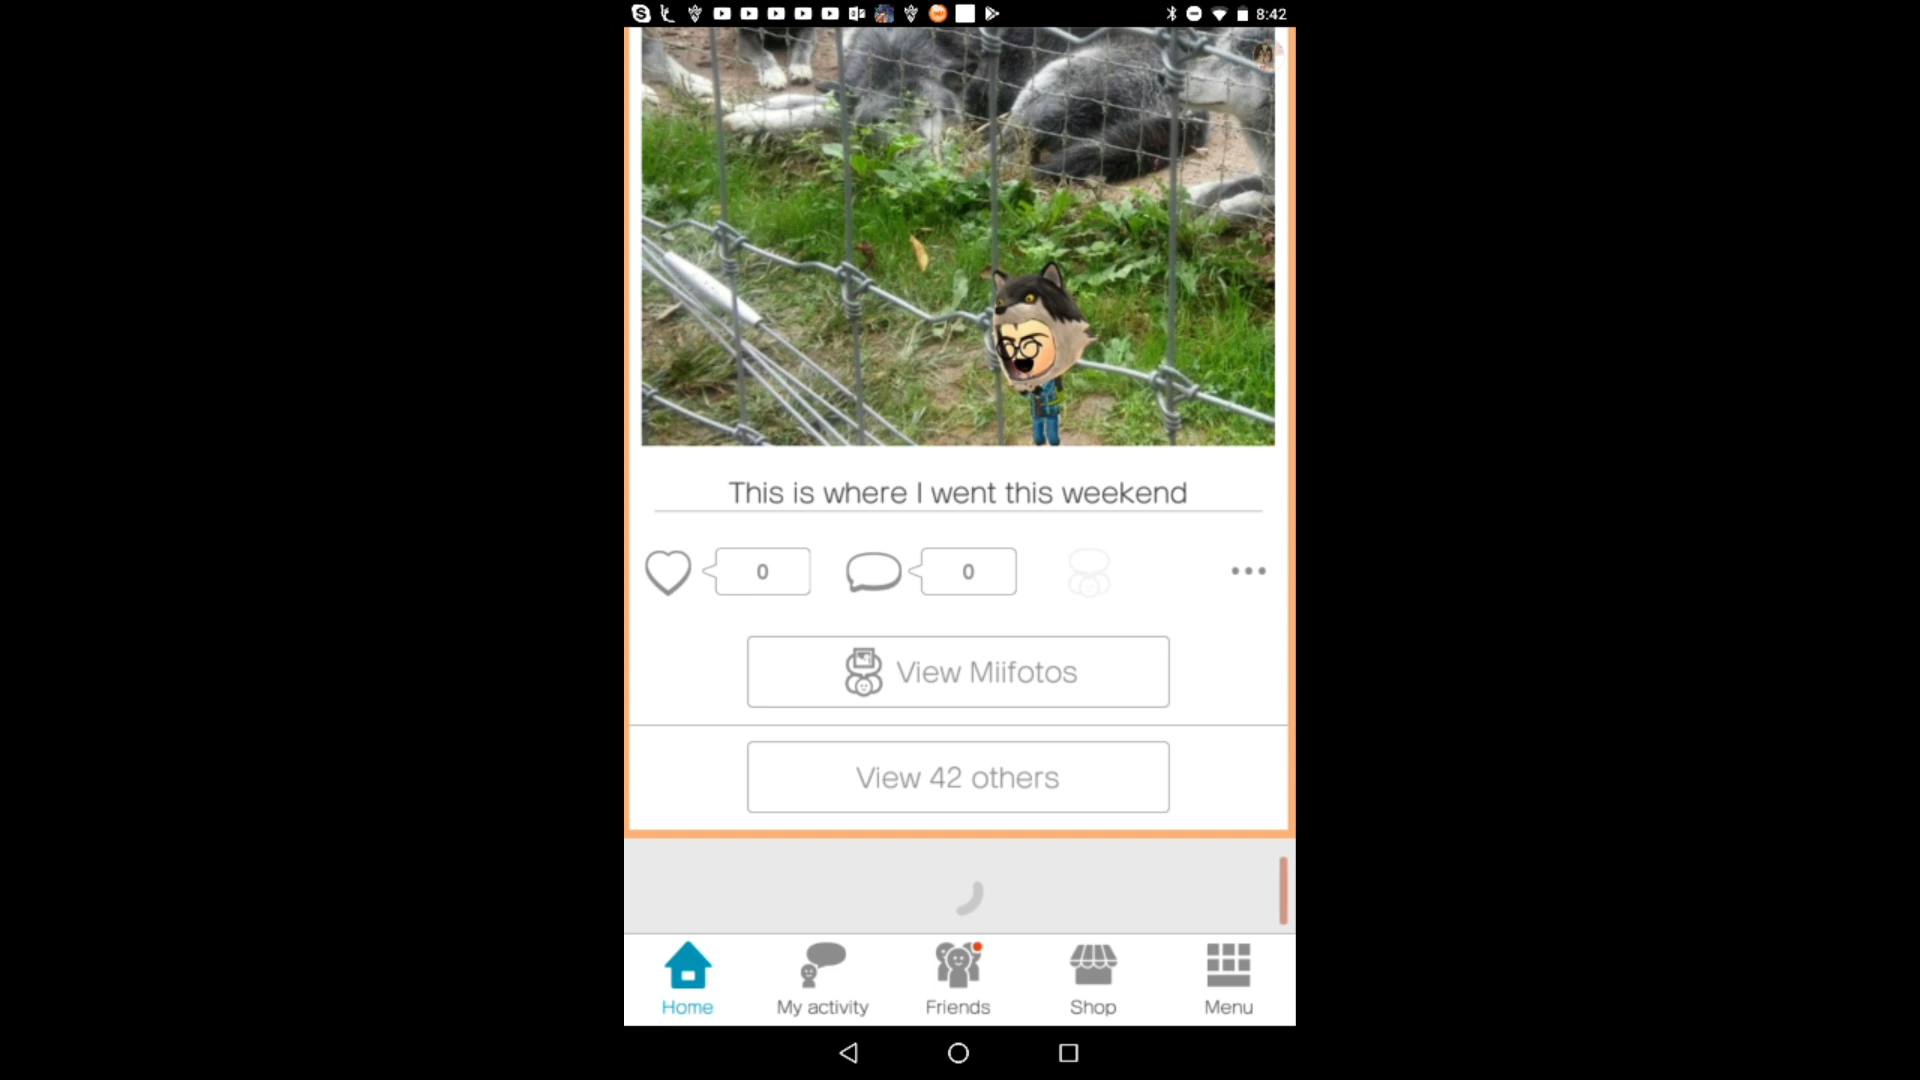 8:42
This is where I went this weekend
0
0
View Miifotos
View 42 others
Home
My activity
Friends
Shop
Menu